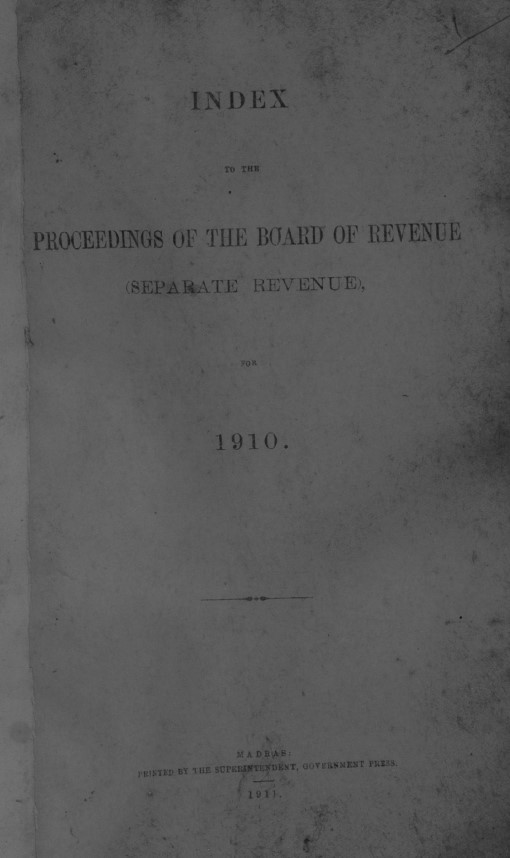 INDEX
TO THE
PROCEEDINGS OF THE BOARD OF REVENUE
(SEPARATE REVENUE),
FOR
1910.
MADRAS:
PRINTED BY THE SUPERINTENDENT, GOVERNMENT PRESS.
1911.